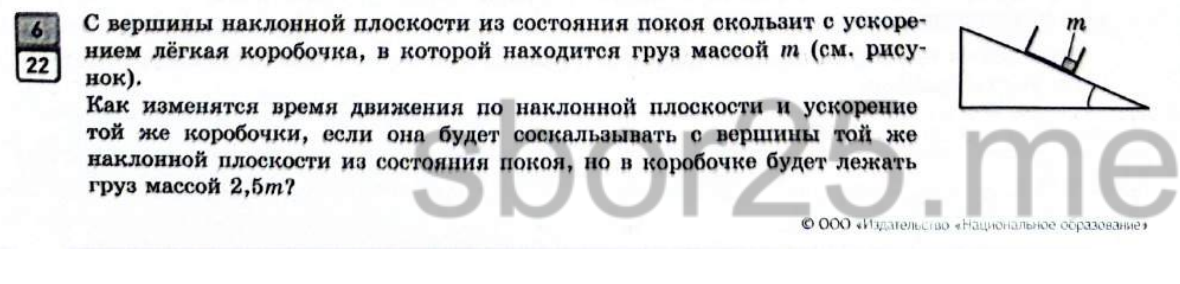 6
22
С вершины наклонной плоскости из состояния покоя скользит с ускоре-
нием лёгкая коробочка, в которой находится груз массой m (см. рису-
нок).
Как изменятся время движения по наклонной плоскости и ускорение
той же коробочки, если она будет соскальзывать с вершины той же
наклонной плоскости из состояния покоя, но в коробочке будет лежать
груз массой 2,5m?
m
sbor25.me
© ООО «Издательство «Национальное образование»